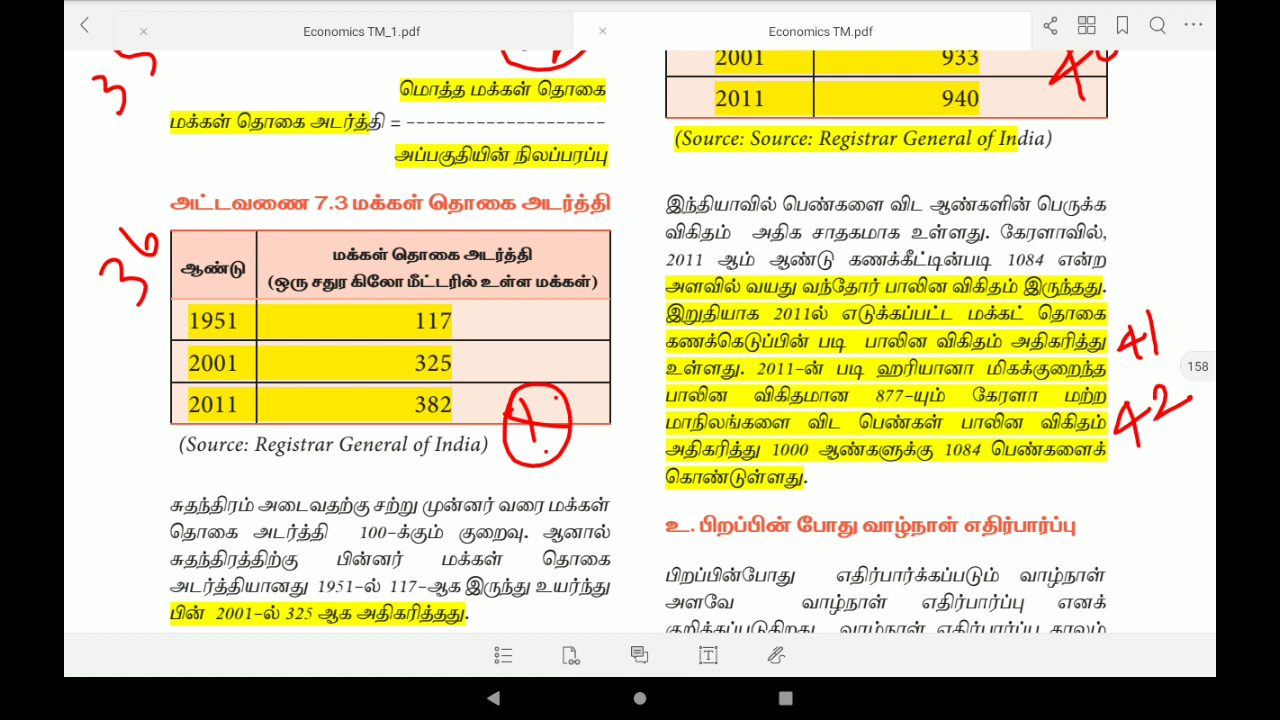 Economics TM_1.pdf
Economics TM.pdf
35
மொத்த மக்கள் தொகை
மக்கள் தொகை அடர்த்தி = --------------------
அப்பகுதியின் நிலப்பரப்பு
அட்டவணை 7.3 மக்கள் தொகை அடர்த்தி
36
ஆண்டு
மக்கள் தொகை அடர்த்தி
(ஒரு சதுர கிலோ மீட்டரில் உள்ள மக்கள்)
1951 117
2001 325
2011 382
(Source: Registrar General of India)
சுதந்திரம் அடைவதற்கு சற்று முன்னர் வரை மக்கள்
தொகை அடர்த்தி 100-க்கும் குறைவு. ஆனால்
சுதந்திரத்திற்கு பின்னர் மக்கள் தொகை
அடர்த்தியானது 1951-ல் 117-ஆக இருந்து உயர்ந்து
பின் 2001-ல் 325 ஆக அதிகரித்தது.
2001 933
2011 940
(Source: Source: Registrar General of India)
இந்தியாவில் பெண்களை விட ஆண்களின் பெருக்க
விகிதம் அதிக சாதகமாக உள்ளது. கேரளாவில்,
2011 ஆம் ஆண்டு கணக்கீட்டின்படி 1084 என்ற
அளவில் வயது வந்தோர் பாலின விகிதம் இருந்தது.
இறுதியாக 2011ல் எடுக்கப்பட்ட மக்கட் தொகை
கணக்கெடுப்பின் படி பாலின விகிதம் அதிகரித்து
41
உள்ளது. 2011-ன் படி ஹரியானா மிகக்குறைந்த
158
பாலின விகிதமான 877-யும் கேரளா மற்ற
மாநிலங்களை விட பெண்கள் பாலின விகிதம்
42
அதிகரித்து 1000 ஆண்களுக்கு 1084 பெண்களைக்
கொண்டுள்ளது.
உ. பிறப்பின் போது வாழ்நாள் எதிர்பார்ப்பு
பிறப்பின்போது எதிர்பார்க்கப்படும் வாழ்நாள்
அளவே வாழ்நாள் எதிர்பார்ப்பு எனக்
குறிக்கப்படுகிறது. வாழ்நாள் எதிர்பார்ப்பு காலம்